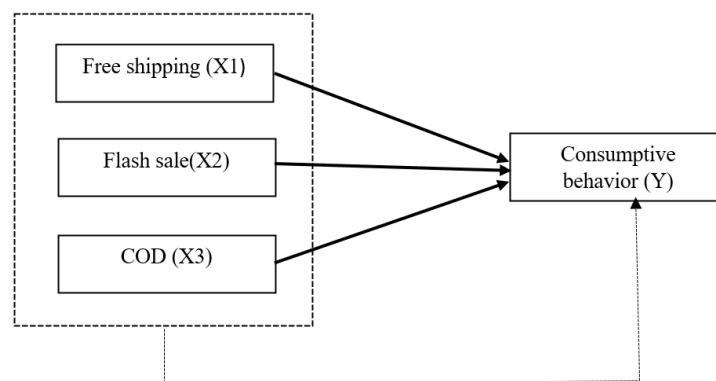 Free shipping (X1)
Flash sale(X2)
COD (X3)
Consumptive
behavior (Y)